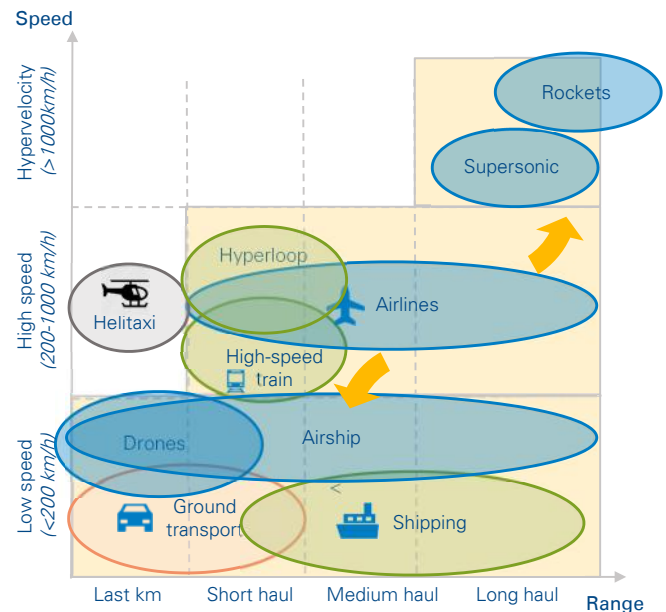 Speed
Hypervelocity
(>1000km/h)
Rockets
Supersonic
High speed
(200-1000 km/h)
Hyperloop
Helitaxi
Airlines
High-speed
train
Low speed
(<200 km/h)
Drones
Airship
<
Ground
transport
Shipping
Last km
Short haul
Medium haul
Long haul
Range